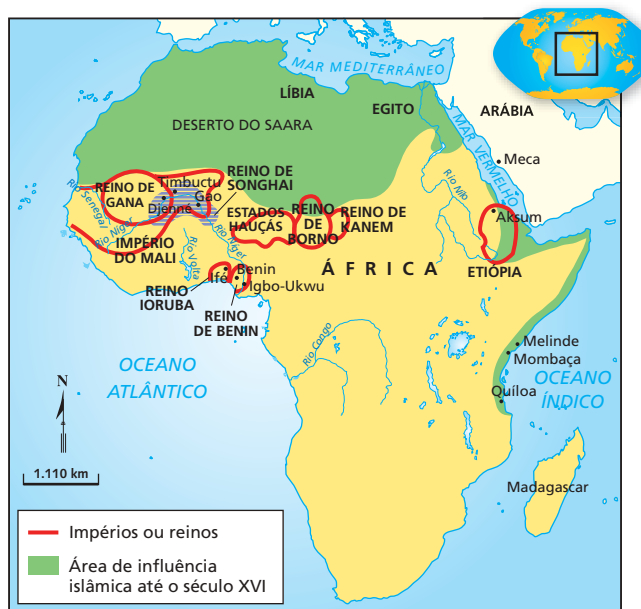 MAR MEDITERRÂNEO
LÍBIA
EGITO
ARÁBIA
DESERTO DO SAARA
MAR VERMELHO
Meca
Rio Nilo
Timbuctu
REINO DE
SONGHAI
REINO DE
GANA
Gao
Djenné
Rio Senegal
Rio Níger
ESTADOS
HAUÇÁS
REINO
DE
BORNO
REINO DE
KANEM
Aksum
IMPÉRIO
DO MALI
Rio Volta
Rio Níger
ÁFRICA
ETIÓPIA
Benin
Ifé
Igbo-Ukwu
REINO
IORUBA
REINO
DE BENIN
Rio Congo
Melinde
Mombaça
OCEANO
ATLÂNTICO
OCEANO
ÍNDICO
Quíloa
N
1.110 km
Madagascar
Impérios ou reinos
Área de influência
islâmica até o século XVI